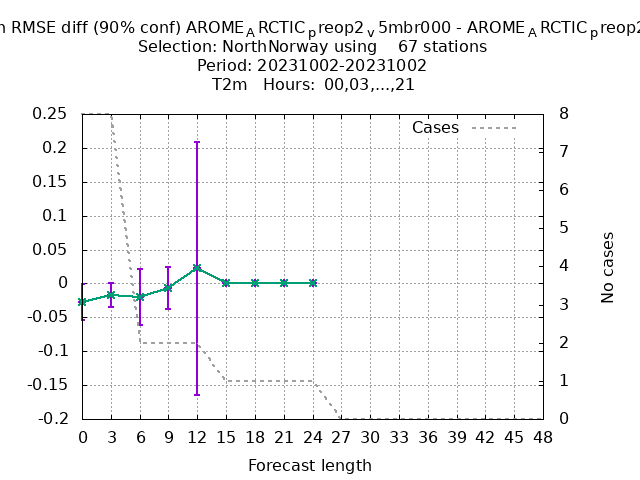 n RMSE diff (90% conf) AROME_ARCTIC_preop2_v5mbr000 - AROME_ARCTIC_preop2
Selection: NorthNorway using 67 stations
Period: 20231002-20231002
T2m Hours: 00,03,...,21
Cases
0.25
0.2
0.15
0.1
0.05
0
-0.05
-0.1
-0.15
-0.2
8
7
6
5
4
3
2
1
0
No cases
0 3 6 9 12 15 18 21 24 27 30 33 36 39 42 45 48
Forecast length